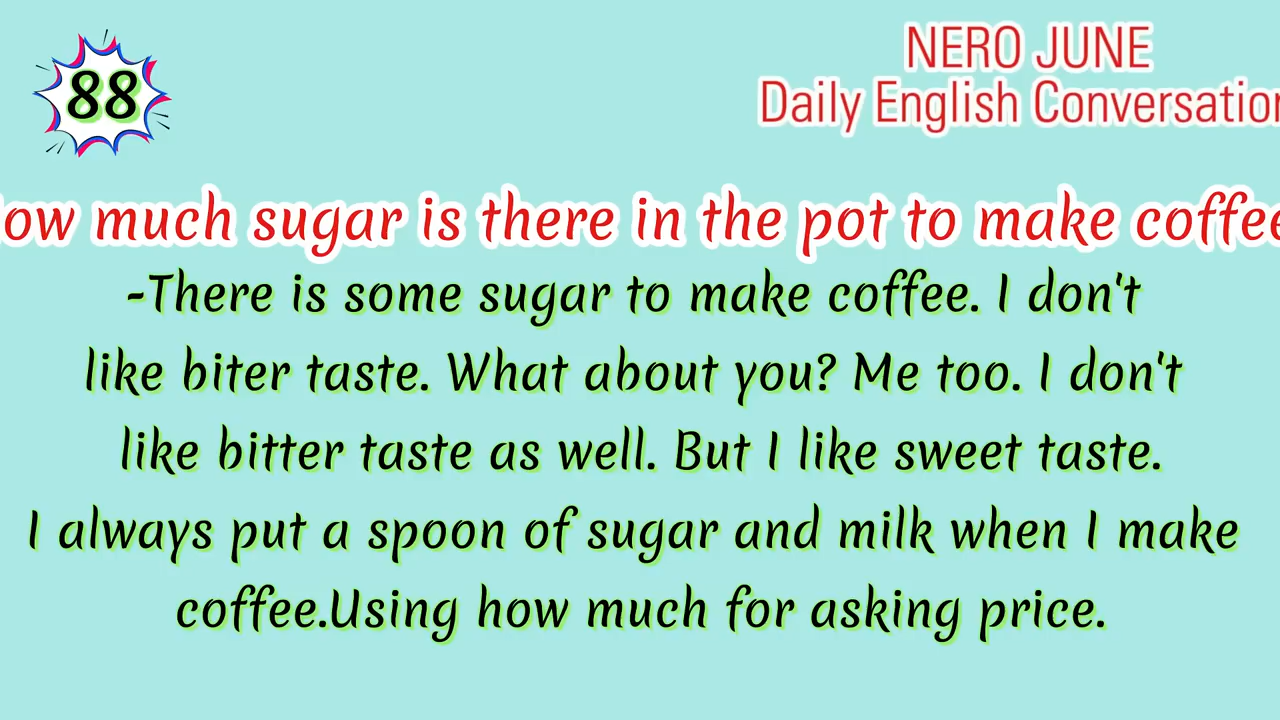 88
NERO JUNE
Daily English Conversation
ow much sugar is there in the pot to make coffee
-There is some sugar to make coffee. I don't
like biter taste. What about you? Me too. I don't
like bitter taste as well. But I like sweet taste.
I always put a spoon of sugar and milk when I make
coffee.Using how much for asking price.